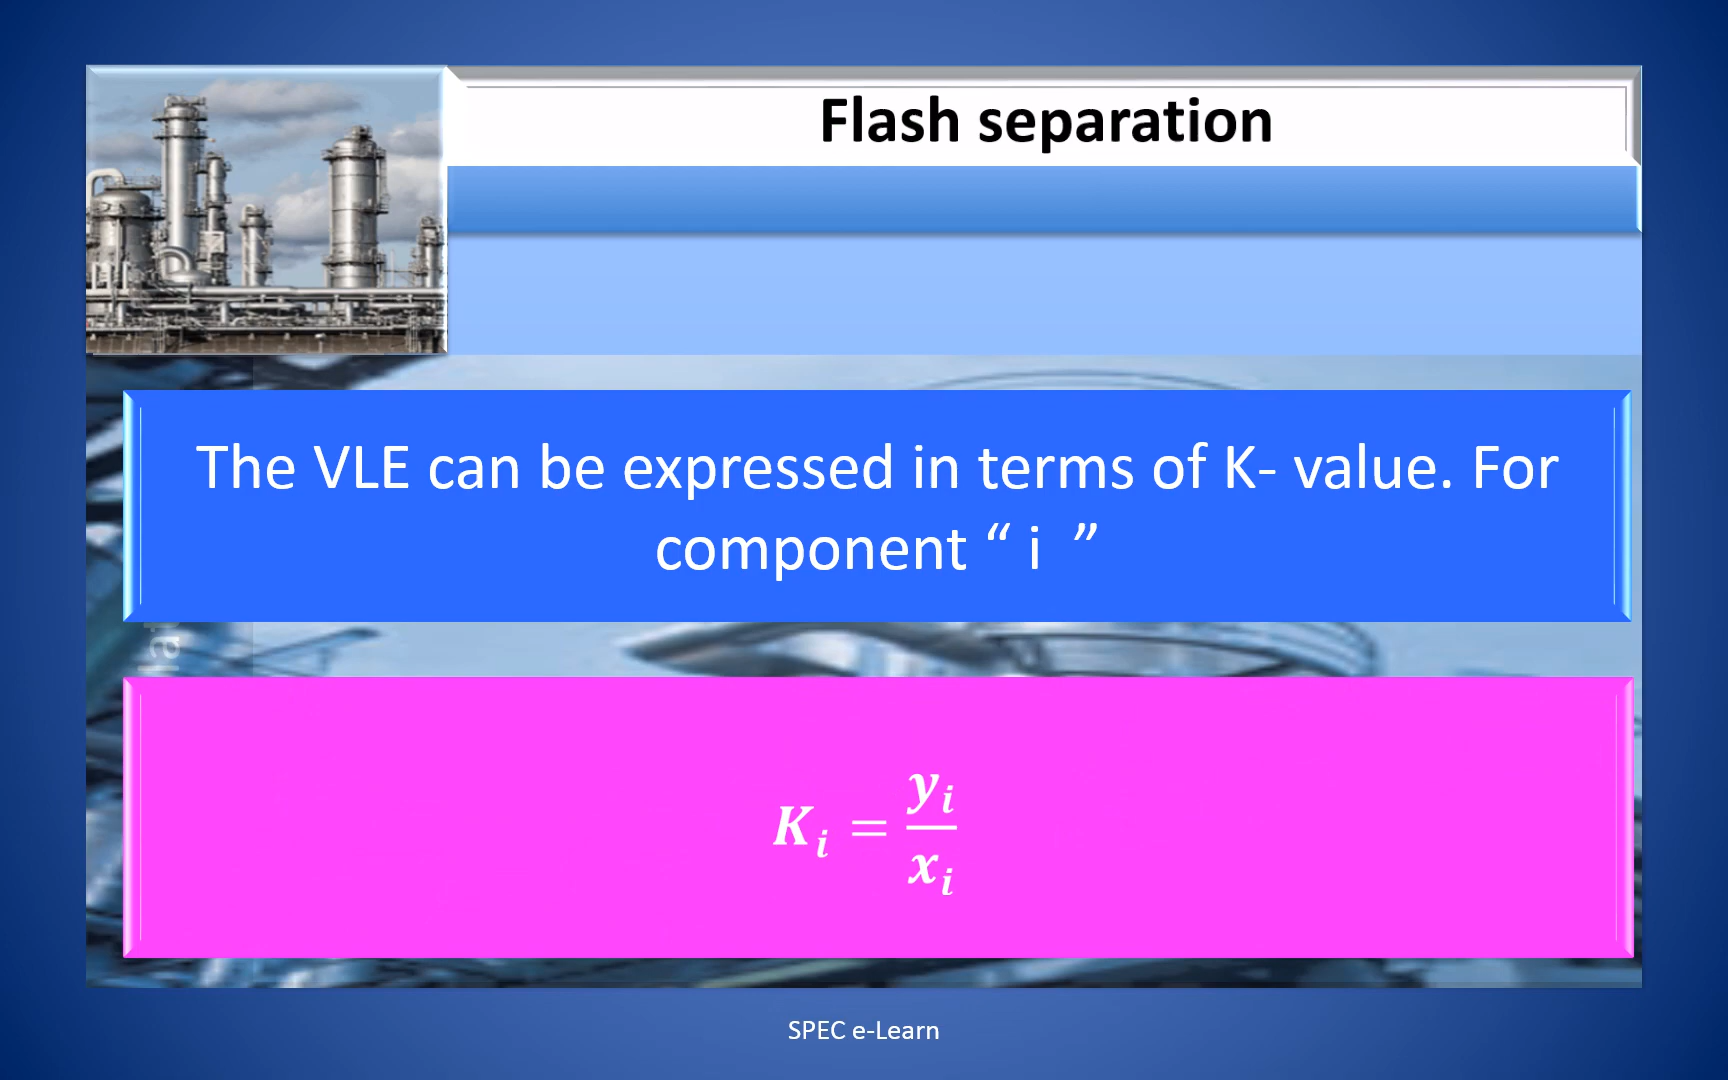 Flash separation
The VLE can be expressed in terms of K- value. For
component “ i  ”
K_i = y_i / x_i
SPEC e-Learn